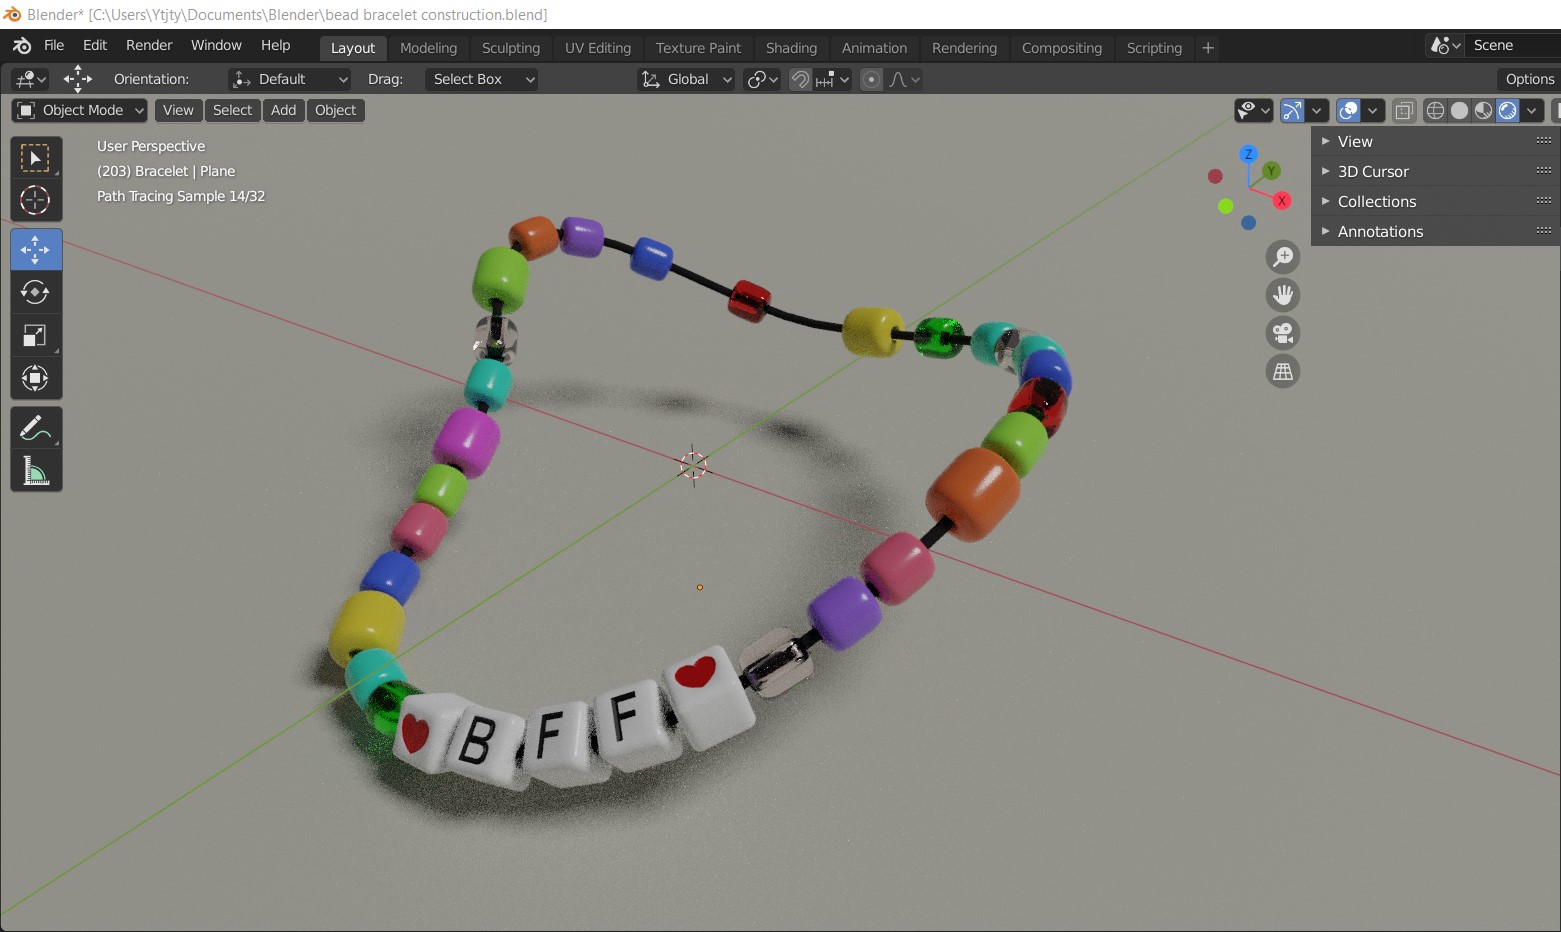 Blender* [C:\Users\Ytjty\Documents\Blender\bead bracelet construction.blend]
File Edit Render Window Help Layout Modeling Sculpting UV Editing Texture Paint Shading Animation Rendering Compositing Scripting + Scene
Orientation: Default Drag: Select Box Global Options
Object Mode View Select Add Object
User Perspective
(203) Bracelet | Plane
Path Tracing Sample 14/32
View
3D Cursor
Collections
Annotations
Z
Y
X
B F F